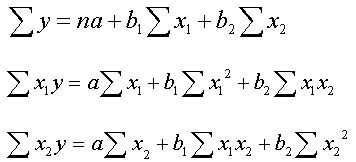 ∑ y = na + b₁∑ x₁ + b₂∑ x₂
∑ x₁y = a∑ x₁ + b₁∑ x₁² + b₂∑ x₁x₂
∑ x₂y = a∑ x₂ + b₁∑ x₁x₂ + b₂∑ x₂²